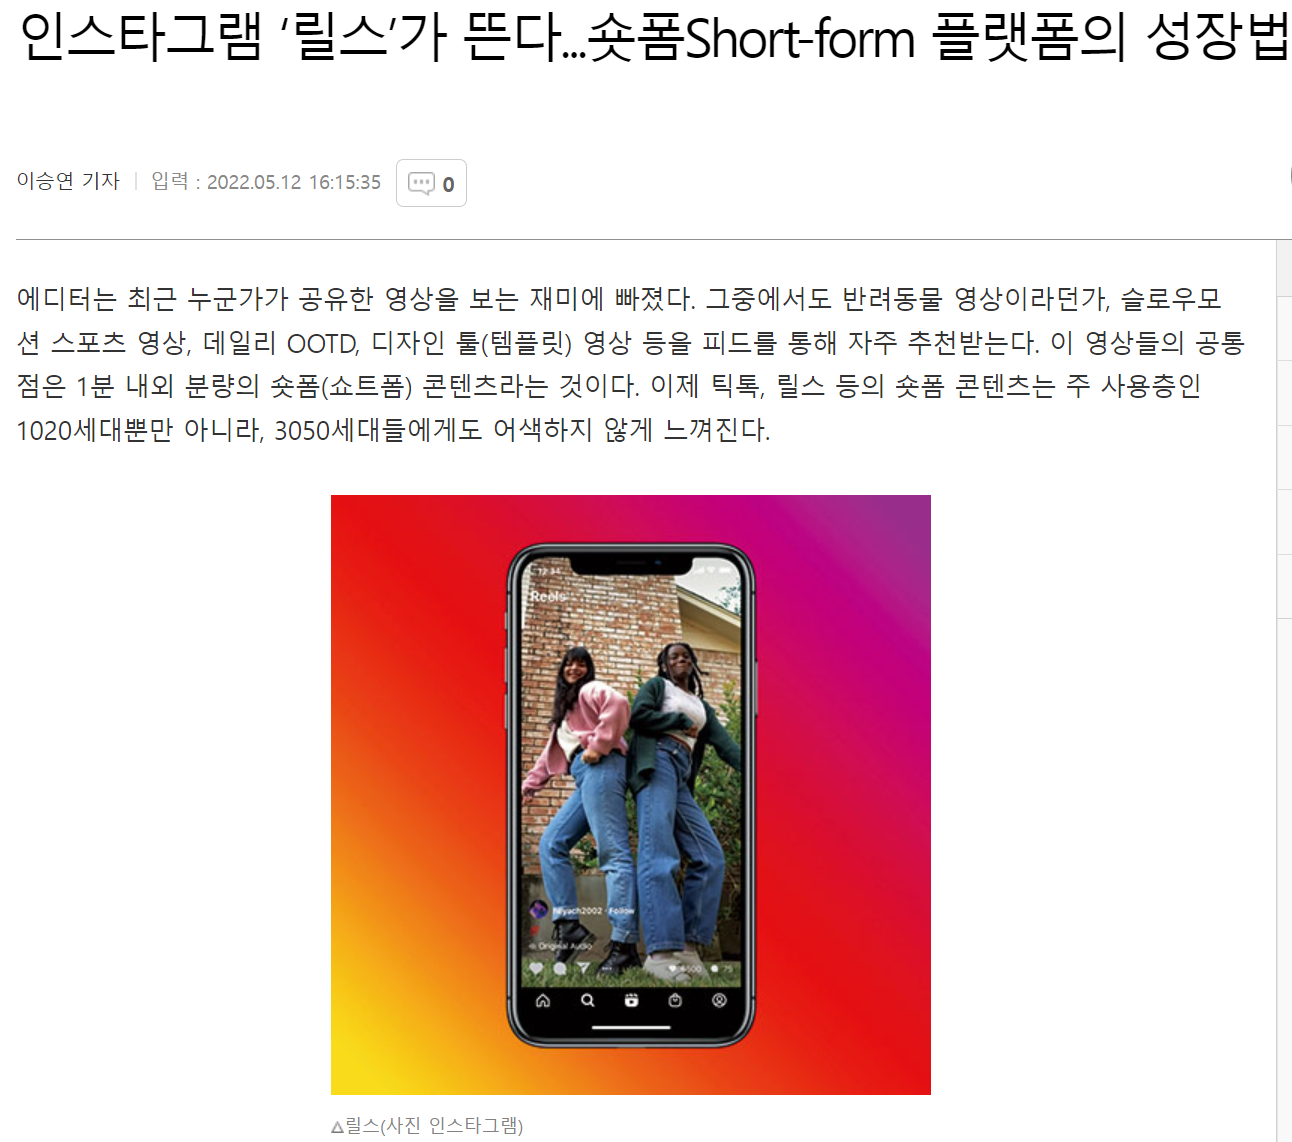 인스타그램 ‘릴스’가 뜬다...숏폼Short-form 플랫폼의 성장법
이승연 기자 | 입력 : 2022.05.12 16:15:35 0
에디터는 최근 누군가가 공유한 영상을 보는 재미에 빠졌다. 그중에서도 반려동물 영상이라던가, 슬로우모
션 스포츠 영상, 데일리 OOTD, 디자인 툴(템플릿) 영상 등을 피드를 통해 자주 추천받는다. 이 영상들의 공통
점은 1분 내외 분량의 숏폼(쇼트폼) 콘텐츠라는 것이다. 이제 틱톡, 릴스 등의 숏폼 콘텐츠는 주 사용층인
1020세대뿐만 아니라, 3050세대들에게도 어색하지 않게 느껴진다.
12:34
Reels
· Follow
Original Audio
75
△릴스(사진 인스타그램)